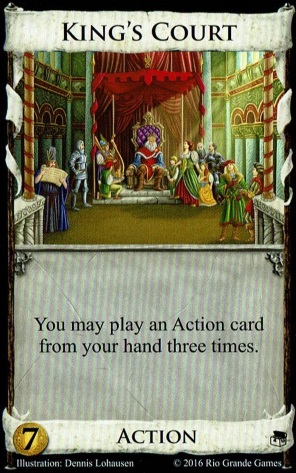 KING'S COURT
You may play an Action card
from your hand three times.
7
ACTION
Illustration: Dennis Lohausen © 2016 Rio Grande Games